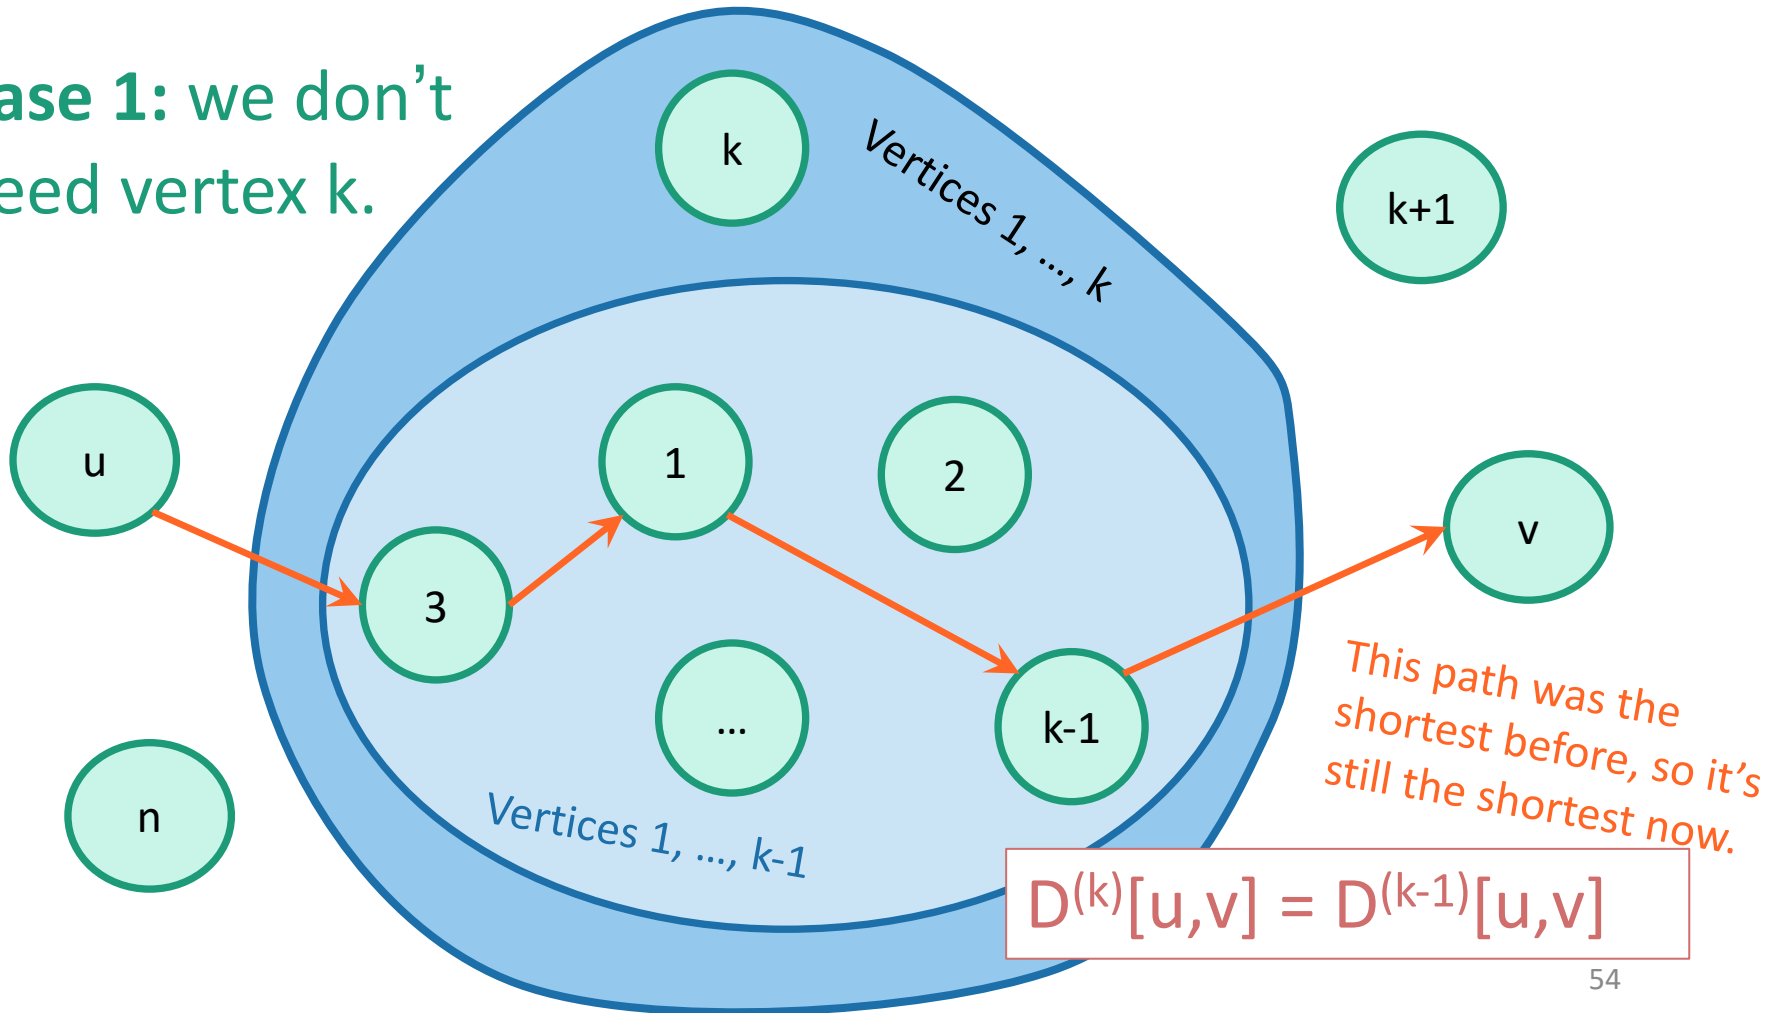 ase 1: we don’t
eed vertex k.
k
Vertices 1, …, k
k+1
u
1
2
v
3
…
k-1
n
Vertices 1, …, k-1
This path was the
shortest before, so it’s
still the shortest now.
D(k)[u,v] = D(k-1)[u,v]
54